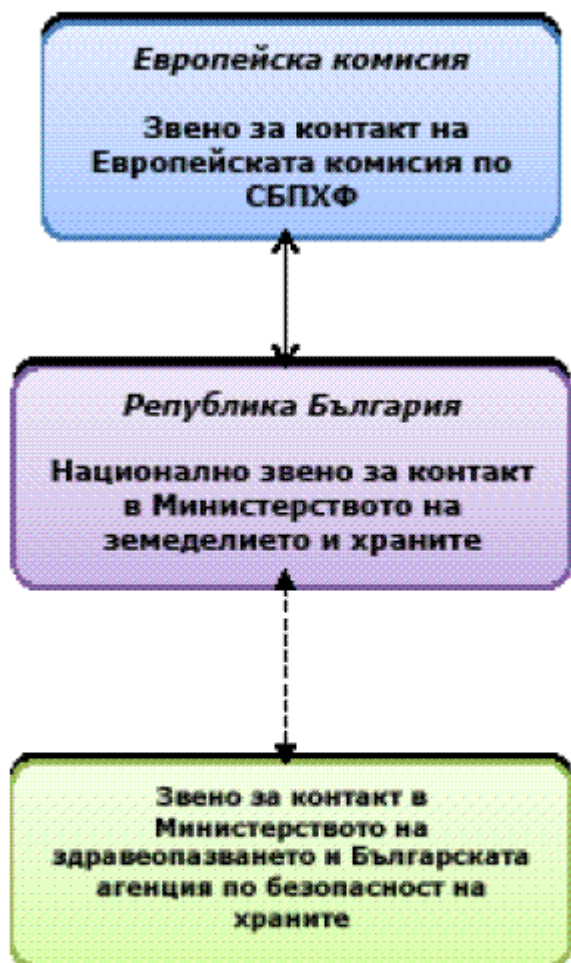 Европейска комисия
Звено за контакт на
Европейската комисия по
СБПХФ
Република България
Национално звено за контакт
в Министерството на
земеделието и храните
Звено за контакт в
Министерството на
здравеопазването и Българската
агенция по безопасност на
храните